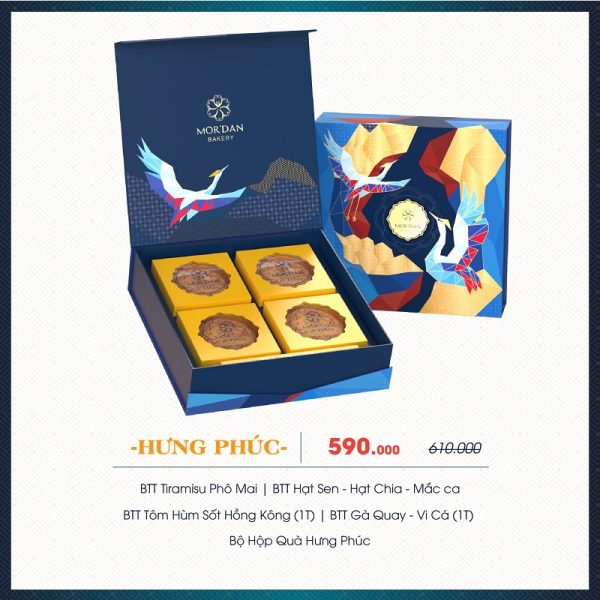 MOR'DAN
BAKERY
MOR'DAN
-HƯNG PHÚC-
590.000
610.000
BTT Tiramisu Phô Mai | BTT Hạt Sen - Hạt Chia - Mắc ca
BTT Tôm Hùm Sốt Hồng Kông (1T) | BTT Gà Quay - Vi Cá (1T)
Bộ Hộp Quà Hưng Phúc